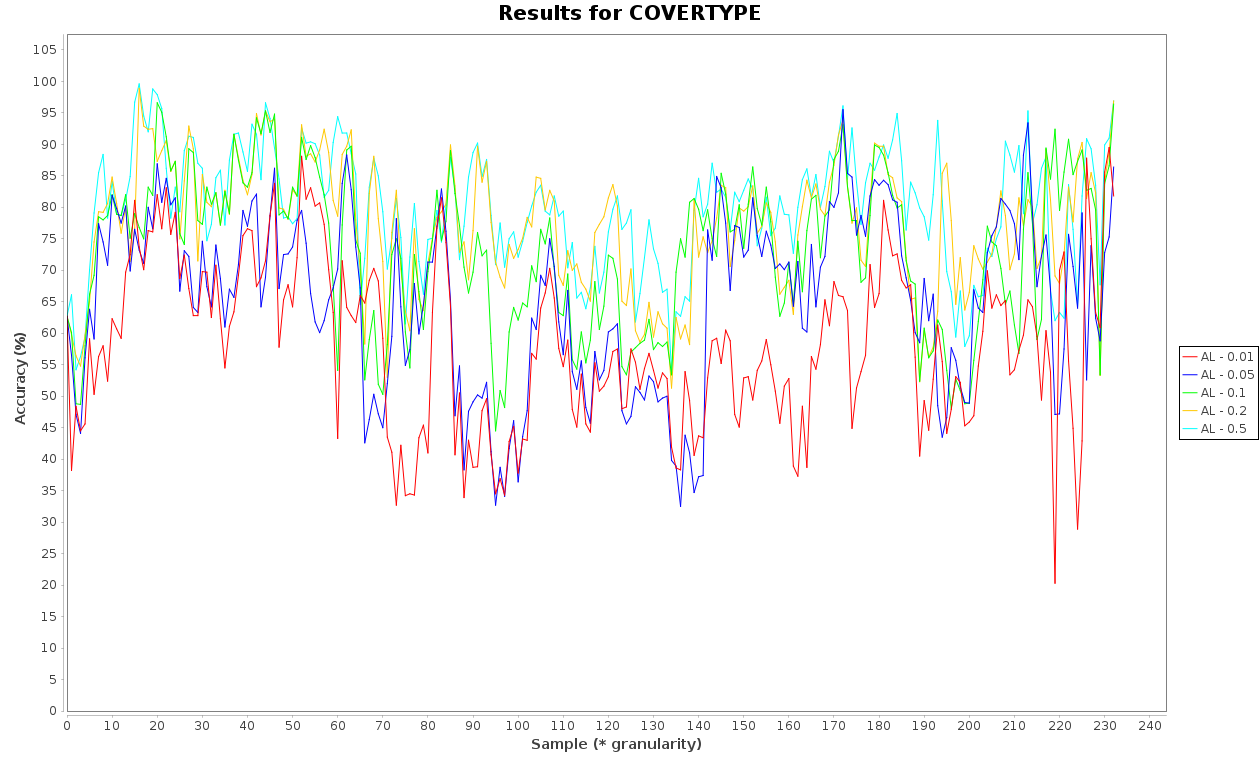 Results for COVERTYPE
Accuracy (%)
105
100
95
90
85
80
75
70
65
60
55
50
45
40
35
30
25
20
15
10
5
0
0 10 20 30 40 50 60 70 80 90 100 110 120 130 140 150 160 170 180 190 200 210 220 230 240
Sample (* granularity)
AL - 0.01
AL - 0.05
AL - 0.1
AL - 0.2
AL - 0.5